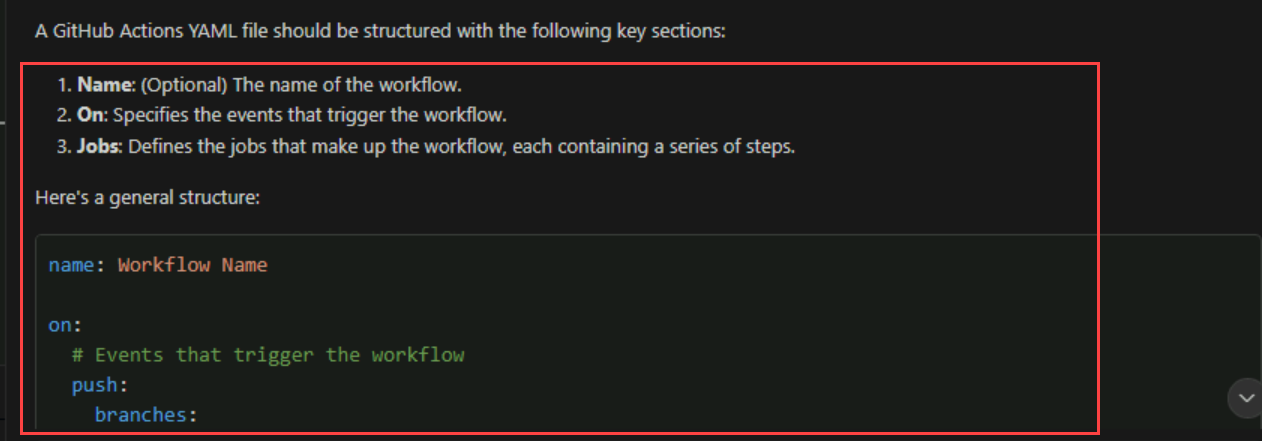 A GitHub Actions YAML file should be structured with the following key sections:
1. Name: (Optional) The name of the workflow.
2. On: Specifies the events that trigger the workflow.
3. Jobs: Defines the jobs that make up the workflow, each containing a series of steps.
Here's a general structure:
name: Workflow Name
on:
# Events that trigger the workflow
push:
branches: